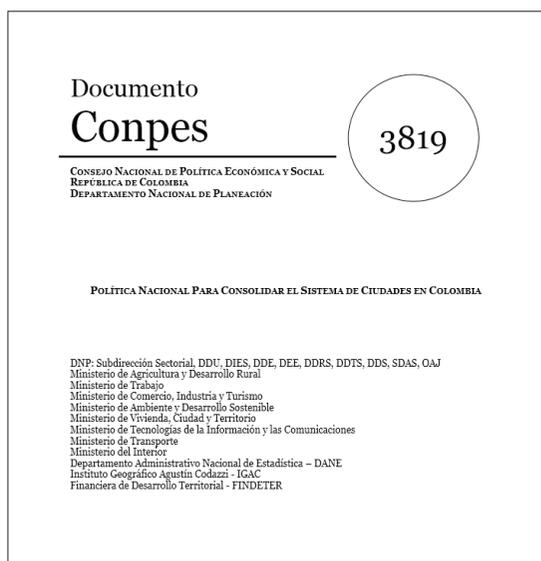 Documento
Conpes
3819
CONSEJO NACIONAL DE POLÍTICA ECONÓMICA Y SOCIAL
REPÚBLICA DE COLOMBIA
DEPARTAMENTO NACIONAL DE PLANEACIÓN
POLÍTICA NACIONAL PARA CONSOLIDAR EL SISTEMA DE CIUDADES EN COLOMBIA
DNP: Subdirección Sectorial, DDU, DIES, DDE, DEE, DDRS, DDTS, DDS, SDAS, OAJ
Ministerio de Agricultura y Desarrollo Rural
Ministerio de Trabajo
Ministerio de Comercio, Industria y Turismo
Ministerio de Ambiente y Desarrollo Sostenible
Ministerio de Vivienda, Ciudad y Territorio
Ministerio de Tecnologías de la Información y las Comunicaciones
Ministerio de Transporte
Ministerio del Interior
Departamento Administrativo Nacional de Estadística – DANE
Instituto Geográfico Agustín Codazzi - IGAC
Financiera de Desarrollo Territorial - FINDETER